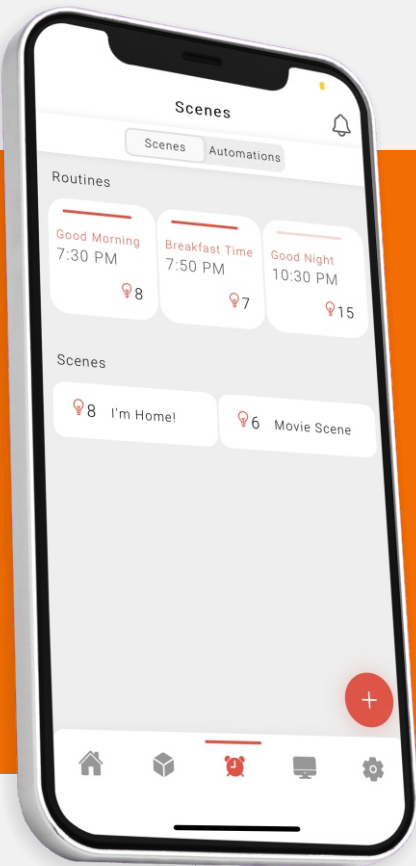 Scenes
Scenes Automations
Routines
Good Morning
7:30 PM
8
Breakfast Time
7:50 PM
7
Good Night
10:30 PM
15
Scenes
8 I'm Home!
6 Movie Scene